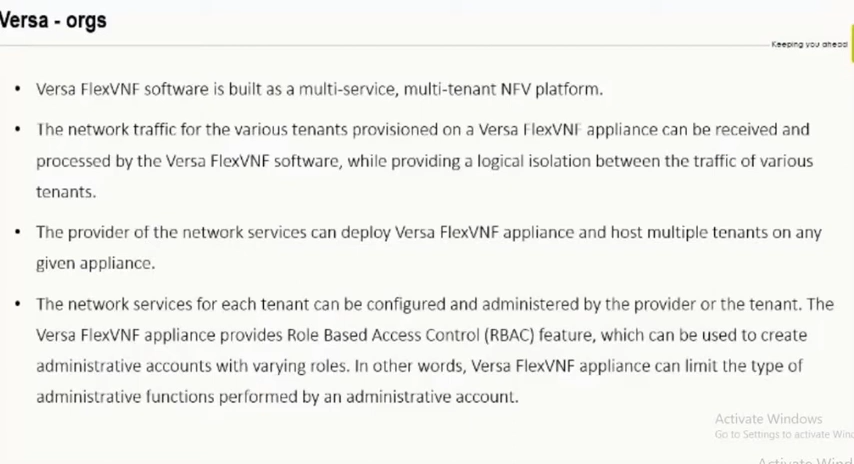 Versa - orgs
Keeping you ahead
• Versa FlexVNF software is built as a multi-service, multi-tenant NFV platform.
• The network traffic for the various tenants provisioned on a Versa FlexVNF appliance can be received and
processed by the Versa FlexVNF software, while providing a logical isolation between the traffic of various
tenants.
• The provider of the network services can deploy Versa FlexVNF appliance and host multiple tenants on any
given appliance.
• The network services for each tenant can be configured and administered by the provider or the tenant. The
Versa FlexVNF appliance provides Role Based Access Control (RBAC) feature, which can be used to create
administrative accounts with varying roles. In other words, Versa FlexVNF appliance can limit the type of
administrative functions performed by an administrative account.
Activate Windows
Go to Settings to activate Wind
Activate Wind